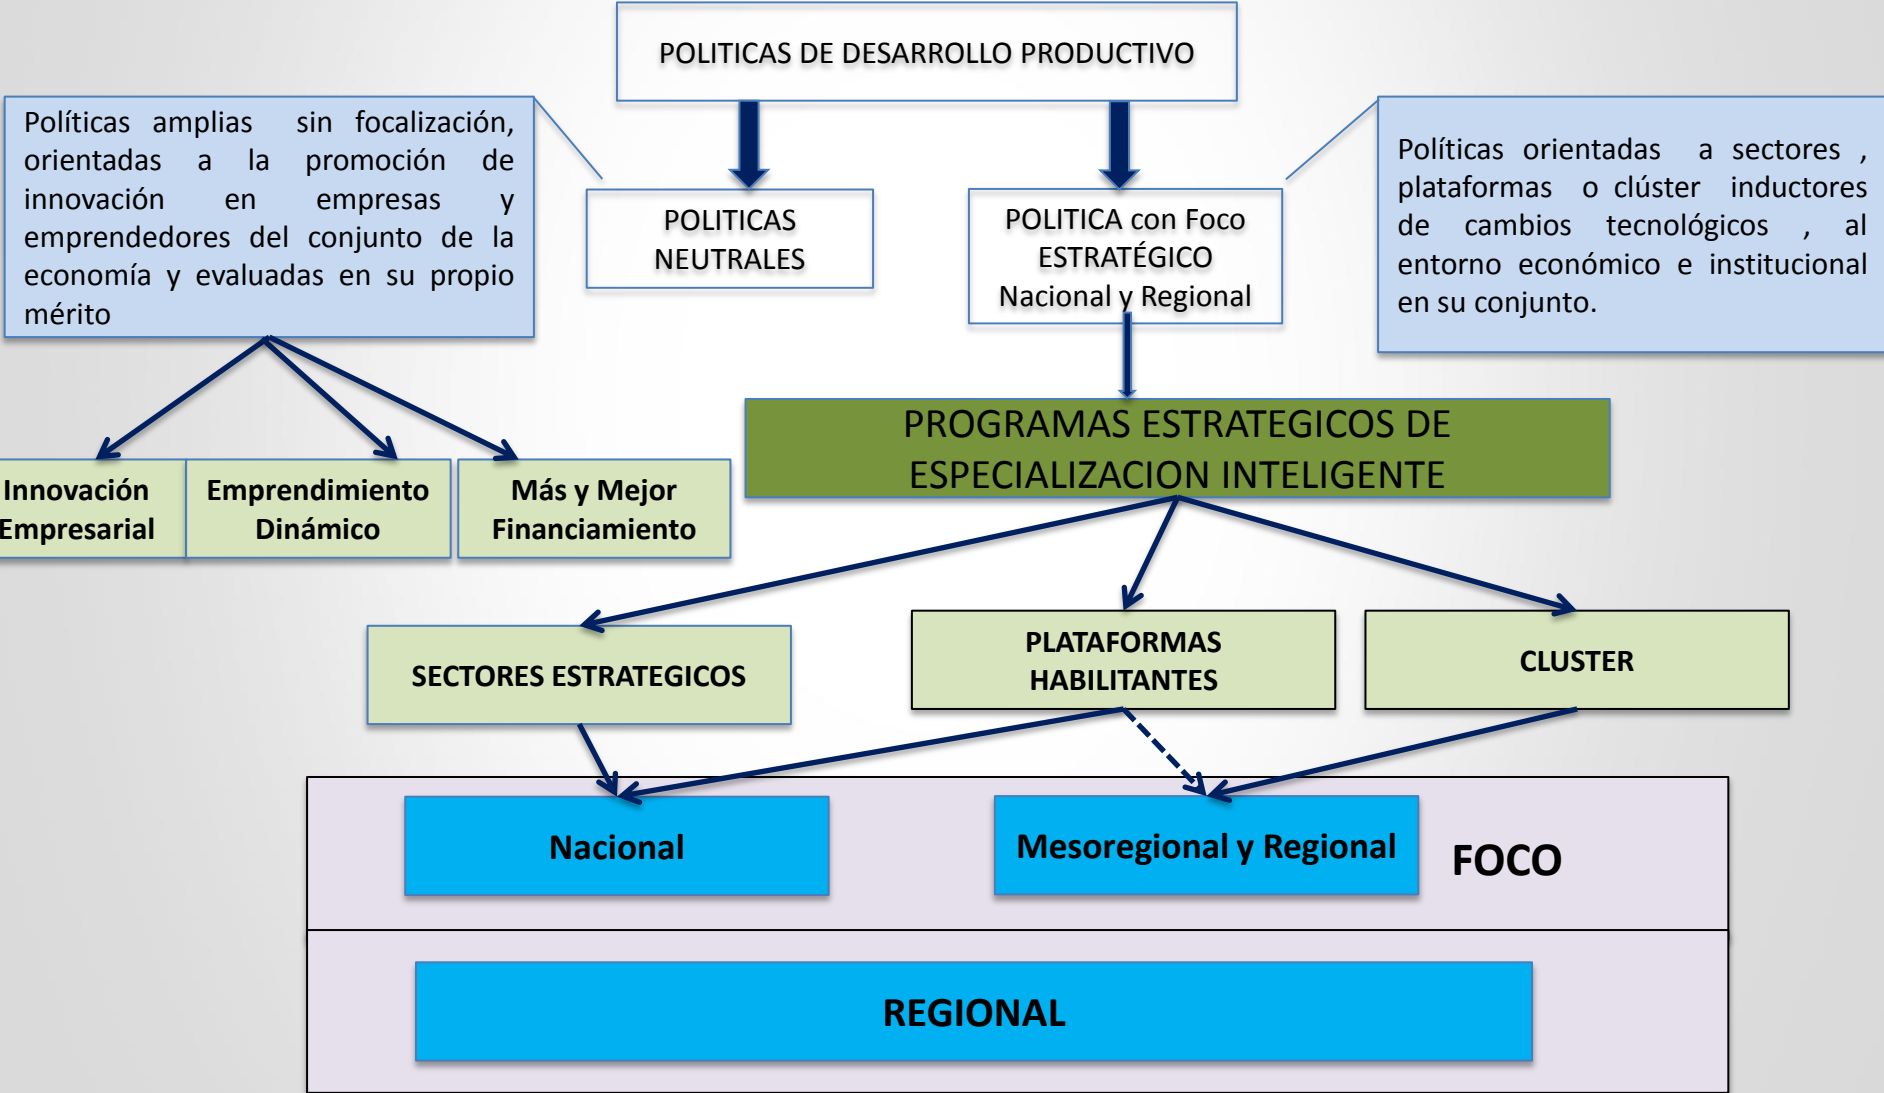 POLITICAS DE DESARROLLO PRODUCTIVO
Políticas amplias sin focalización,
orientadas a la promoción de
innovación en empresas y
emprendedores del conjunto de la
economía y evaluadas en su propio
mérito
POLITICAS
NEUTRALES
POLITICA con Foco
ESTRATÉGICO
Nacional y Regional
Políticas orientadas a sectores ,
plataformas o clúster inductores
de cambios tecnológicos , al
entorno económico e institucional
en su conjunto.
PROGRAMAS ESTRATEGICOS DE
ESPECIALIZACION INTELIGENTE
Innovación
Empresarial
Emprendimiento
Dinámico
Más y Mejor
Financiamiento
SECTORES ESTRATEGICOS
PLATAFORMAS
HABILITANTES
CLUSTER
Nacional
Mesoregional y Regional
FOCO
REGIONAL